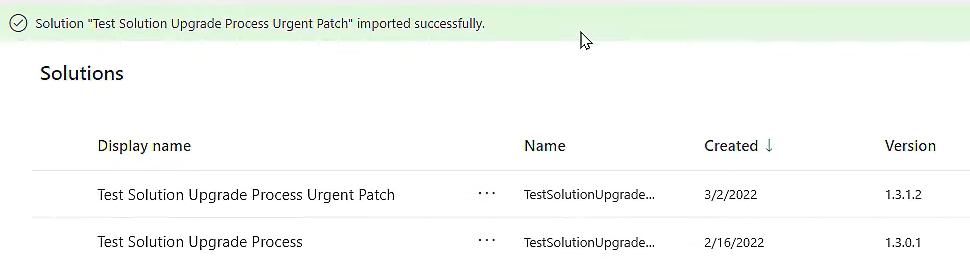 Solution "Test Solution Upgrade Process Urgent Patch" imported successfully.
Solutions
Display name Name Created ↓ Version
Test Solution Upgrade Process Urgent Patch ... TestSolutionUpgrade... 3/2/2022 1.3.1.2
Test Solution Upgrade Process ... TestSolutionUpgrade... 2/16/2022 1.3.0.1